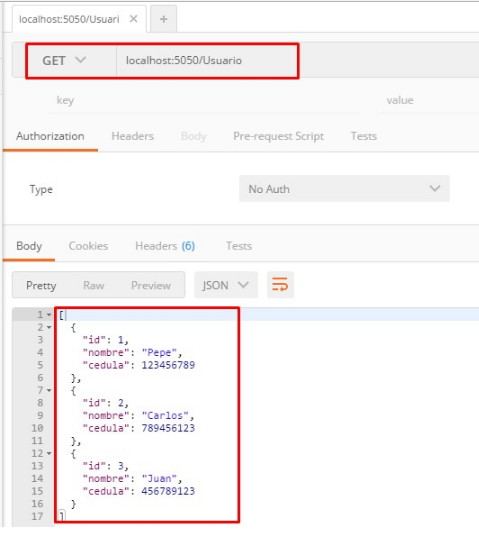 localhost:5050/Usuari × +
GET localhost:5050/Usuario
key value
Authorization Headers Body Pre-request Script Tests
Type No Auth
Body Cookies Headers (6) Tests
Pretty Raw Preview JSON
1 [
2 {
3 "id": 1,
4 "nombre": "Pepe",
5 "cedula": 123456789
6 },
7 {
8 "id": 2,
9 "nombre": "Carlos",
10 "cedula": 789456123
11 },
12 {
13 "id": 3,
14 "nombre": "Juan",
15 "cedula": 456789123
16 }
17 ]